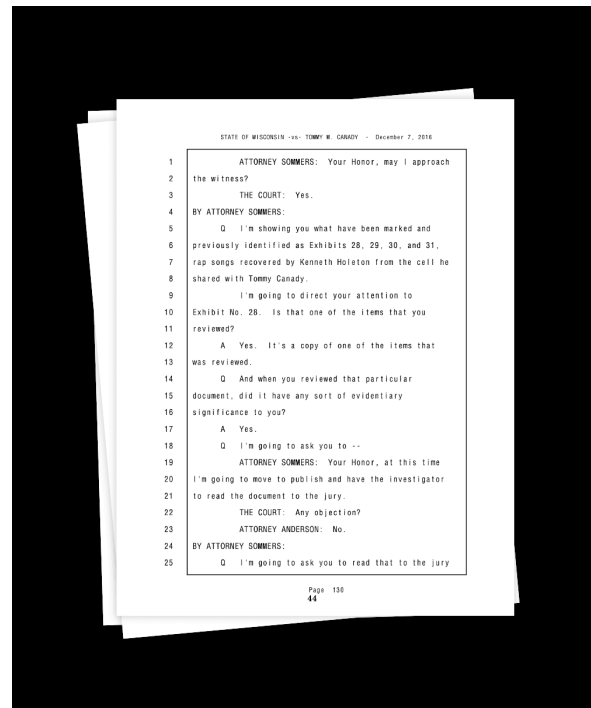 STATE OF WISCONSIN -vs- TOMMY M. CANADY - December 7, 2016
1 ATTORNEY SOMMERS: Your Honor, may I approach
2 the witness?
3 THE COURT: Yes.
4 BY ATTORNEY SOMMERS:
5 Q I'm showing you what have been marked and
6 previously identified as Exhibits 28, 29, 30, and 31,
7 rap songs recovered by Kenneth Holeton from the cell he
8 shared with Tommy Canady.
9 I'm going to direct your attention to
10 Exhibit No. 28. Is that one of the items that you
11 reviewed?
12 A Yes. It's a copy of one of the items that
13 was reviewed.
14 Q And when you reviewed that particular
15 document, did it have any sort of evidentiary
16 significance to you?
17 A Yes.
18 Q I'm going to ask you to --
19 ATTORNEY SOMMERS: Your Honor, at this time
20 I'm going to move to publish and have the investigator
21 to read the document to the jury.
22 THE COURT: Any objection?
23 ATTORNEY ANDERSON: No.
24 BY ATTORNEY SOMMERS:
25 Q I'm going to ask you to read that to the jury
Page 130
44